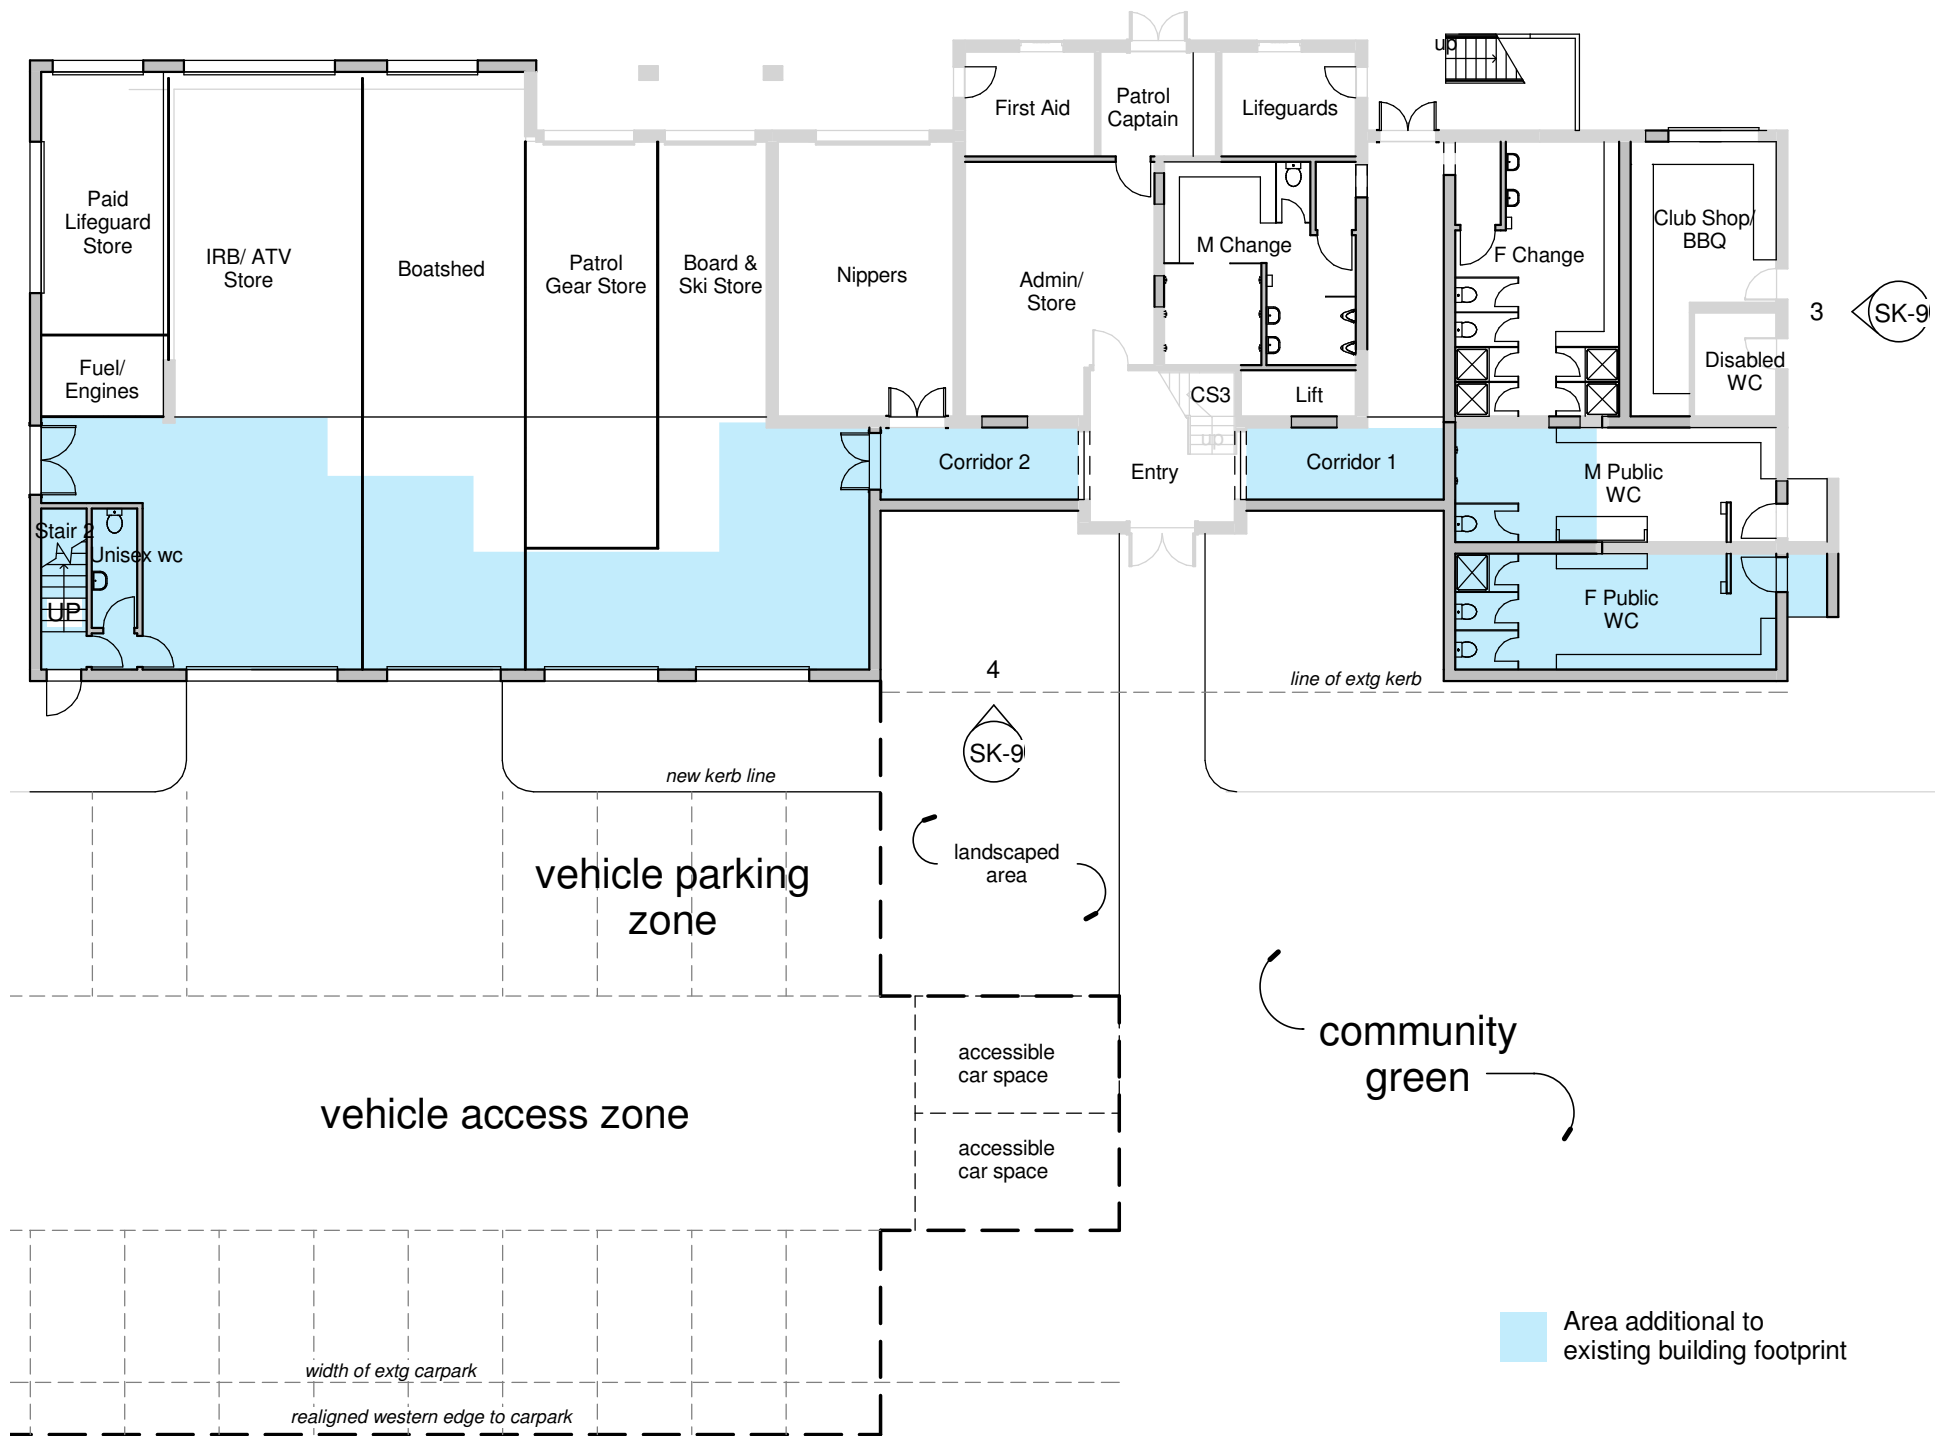 up
First Aid
Patrol
Captain
Lifeguards
Paid
Lifeguard
Store
IRB/ ATV
Store
Boatshed
Patrol
Gear Store
Board &
Ski Store
Nippers
Admin/
Store
M Change
F Change
Club Shop/
BBQ
3
SK-9
Fuel/
Engines
CS3
Lift
Disabled
WC
up
Corridor 2
Entry
Corridor 1
M Public
WC
Stair 2
Unisex wc
UP
F Public
WC
4
SK-9
line of extg kerb
new kerb line
landscaped
area
vehicle parking
zone
community
green
accessible
car space
vehicle access zone
accessible
car space
Area additional to
existing building footprint
width of extg carpark
realigned western edge to carpark